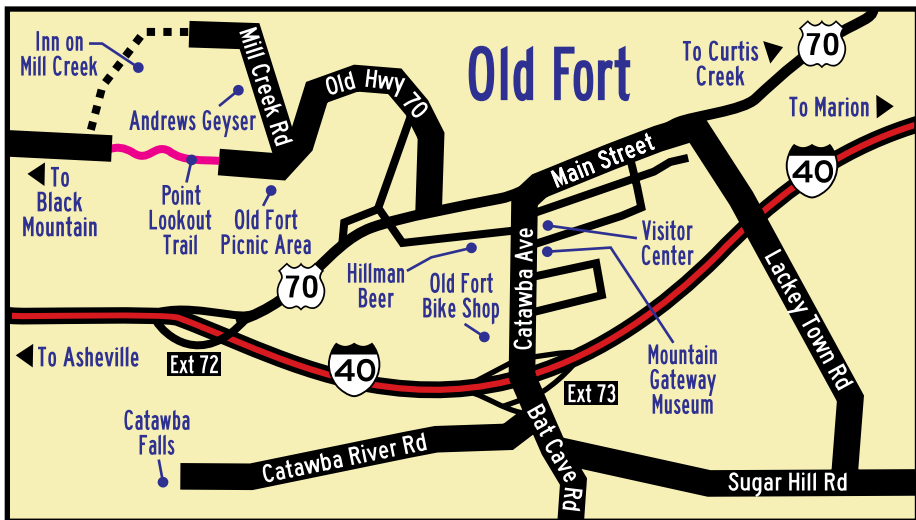 Old Fort
Inn on
Mill Creek
Mill Creek Rd
Old Hwy 70
Andrews Geyser
To Curtis
Creek
70
To Marion
40
Main Street
To
Black
Mountain
Point
Lookout
Trail
Old Fort
Picnic Area
70
Hillman
Beer
Old Fort
Bike Shop
Catawba Ave
Visitor
Center
Lackey Town Rd
To Asheville
Ext 72
40
Ext 73
Mountain
Gateway
Museum
Catawba
Falls
Catawba River Rd
Bat Cave Rd
Sugar Hill Rd